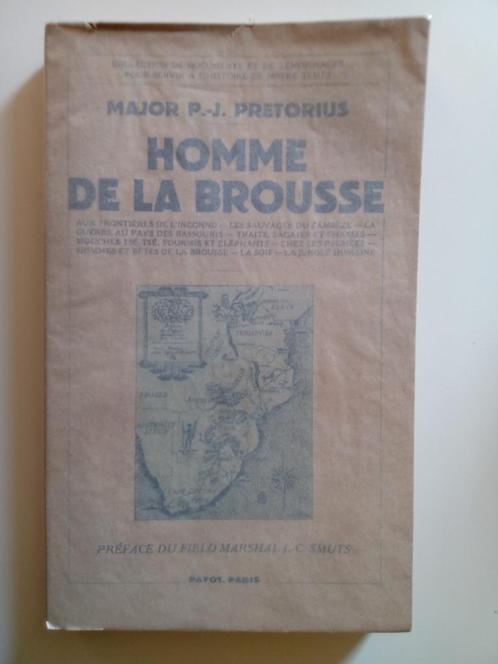 COLLECTION DE DOCUMENTS ET DE TÉMOIGNAGES
POUR SERVIR A L'HISTOIRE DE NOTRE TEMPS
MAJOR P.-J. PRETORIUS
HOMME
DE LA BROUSSE
AUX FRONTIÈRES DE L'INCONNU — LES SAUVAGES DU ZAMBÈZE — LA
GUERRE AU PAYS DES — TRAITE, SAGAIES ET CHASSES —
MOUCHES TSÉ-TSÉ, FOURMIS ET ÉLÉPHANTS — CHEZ LES PYGMÉES —
HOMMES ET BÊTES DE LA BROUSSE — LA SOIF — LA JUNGLE HUMAINE
PRÉFACE DU FIELD MARSHAL J.-C. SMUTS
PAYOT, PARIS